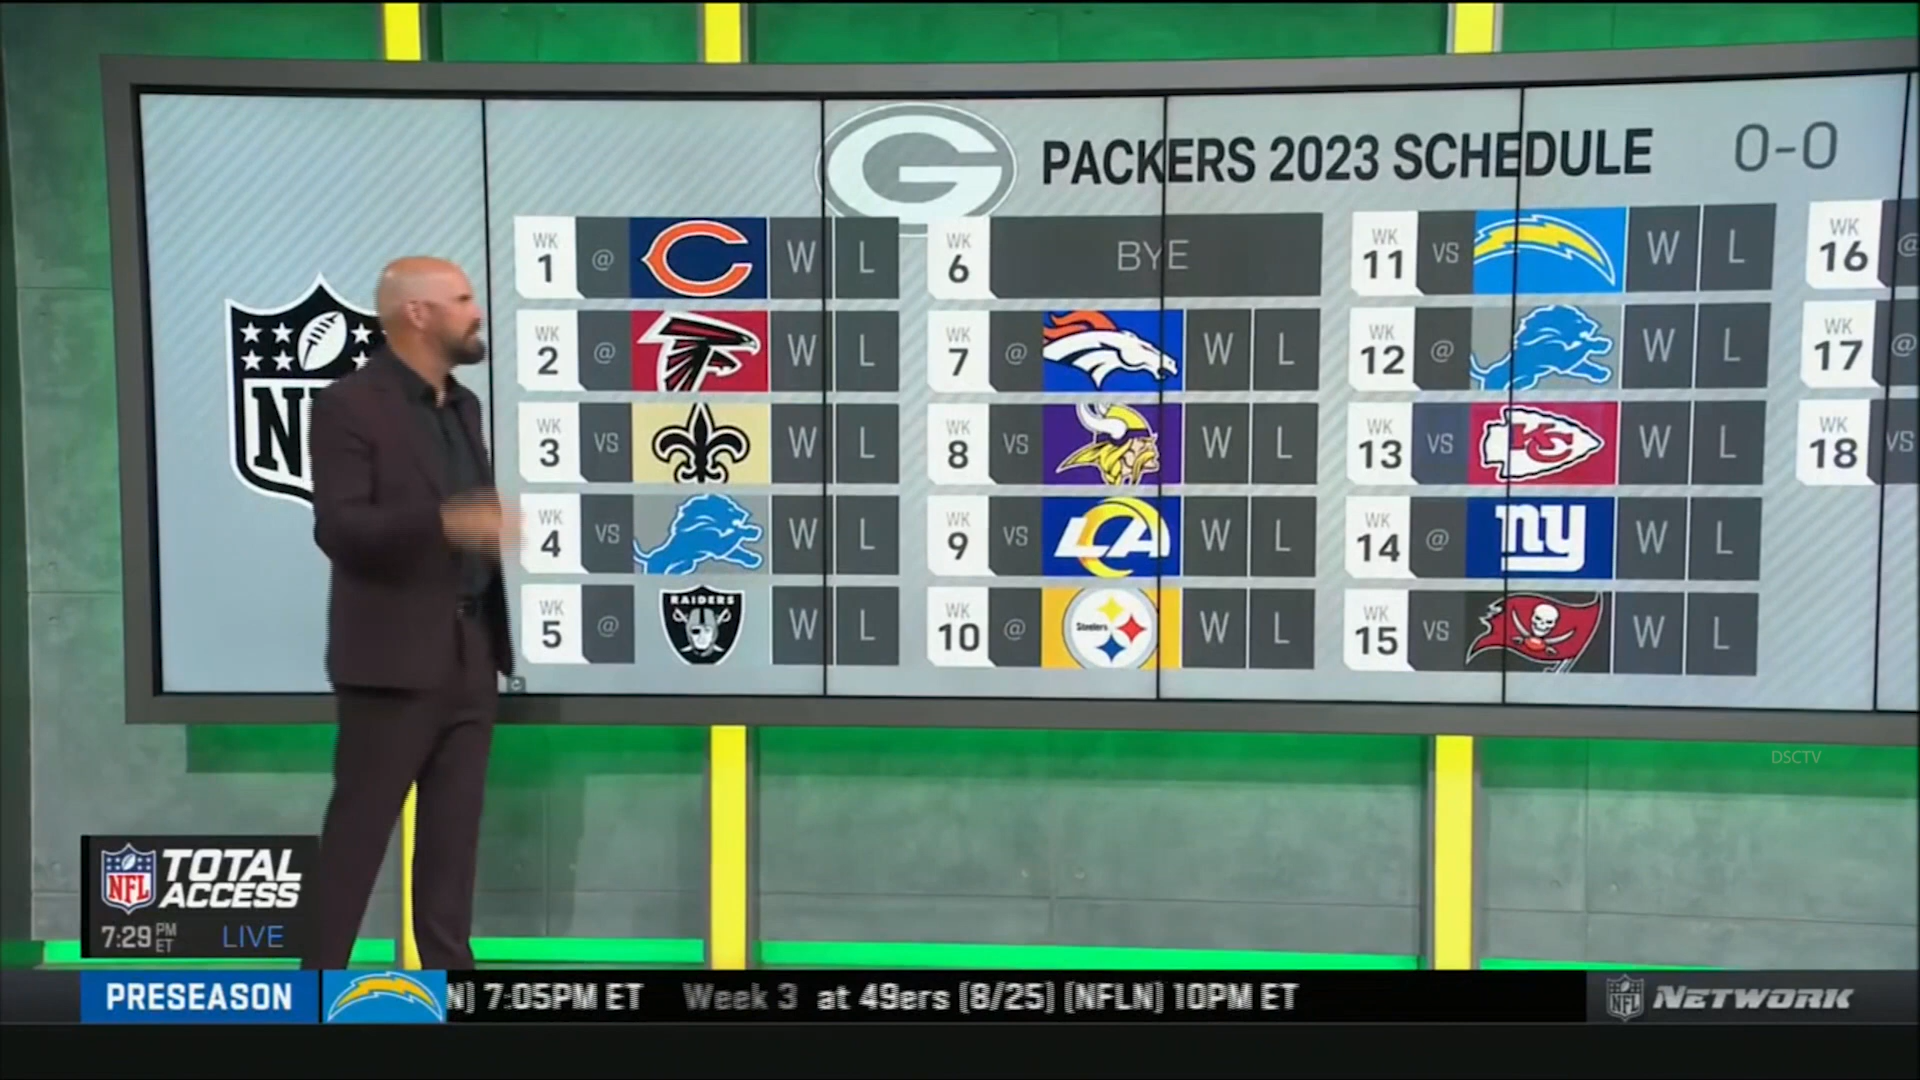 PACKERS 2023 SCHEDULE 0-0
WK 1 @ W L
WK 2 @ W L
WK 3 VS W L
WK 4 VS W L
WK 5 @ RAIDERS W L
WK 6 BYE
WK 7 @ W L
WK 8 VS W L
WK 9 VS LA W L
WK 10 @ Steelers W L
WK 11 VS W L
WK 12 @ W L
WK 13 VS KC W L
WK 14 @ ny W L
WK 15 VS W L
WK 16 @
WK 17 @
WK 18 VS
DSCTV
NFL TOTAL ACCESS
7:29 PM ET LIVE
PRESEASON N) 7:05PM ET Week 3 at 49ers (8/25) (NFLN) 10PM ET NFL NETWORK